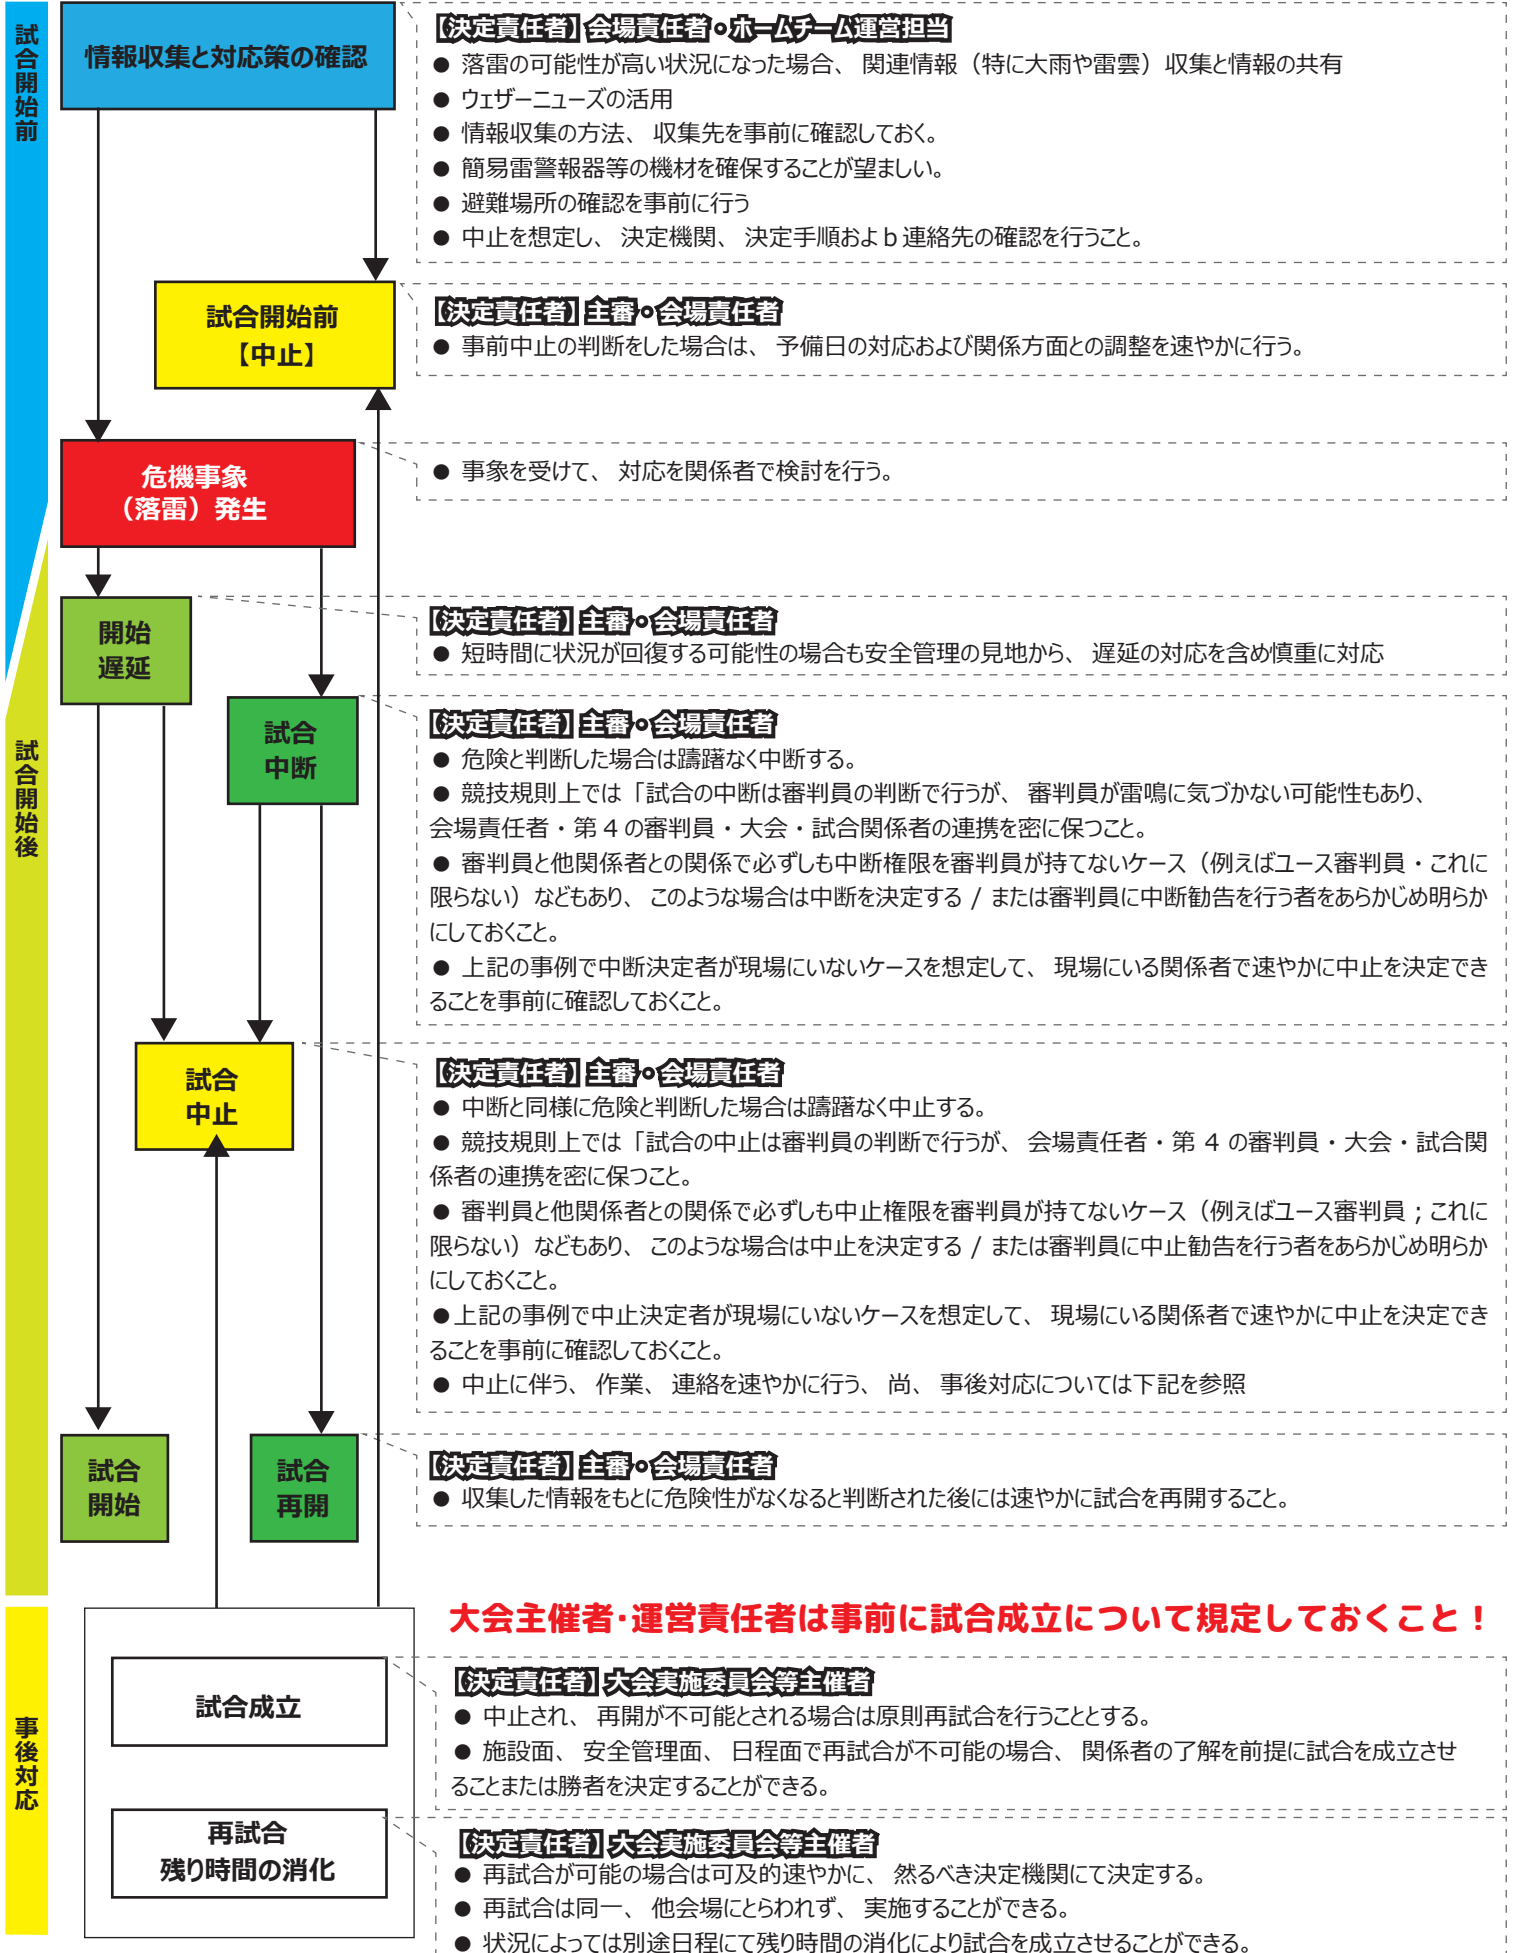 試合開始前
情報収集と対応策の確認
【決定責任者】会場責任者・ホームチーム運営担当
● 落雷の可能性が高い状況になった場合、 関連情報（特に大雨や雷雲）収集と情報の共有
● ウェザーニューズの活用
● 情報収集の方法、 収集先を事前に確認しておく。
● 簡易雷警報器等の機材を確保することが望ましい。
● 避難場所の確認を事前に行う
● 中止を想定し、 決定機関、 決定手順およｂ連絡先の確認を行うこと。
試合開始前
【中止】
【決定責任者】主審・会場責任者
● 事前中止の判断をした場合は、 予備日の対応および関係方面との調整を速やかに行う。
危機事象
（落雷）発生
● 事象を受けて、 対応を関係者で検討を行う。
開始
遅延
【決定責任者】主審・会場責任者
● 短時間に状況が回復する可能性の場合も安全管理の見地から、 遅延の対応を含め慎重に対応
試合開始後
試合
中断
【決定責任者】主審・会場責任者
● 危険と判断した場合は躊躇なく中断する。
● 競技規則上では「試合の中断は審判員の判断で行うが、 審判員が雷鳴に気づかない可能性もあり、
会場責任者・第４の審判員・大会・試合関係者の連携を密に保つこと。
● 審判員と他関係者との関係で必ずしも中断権限を審判員が持てないケース（例えばユース審判員・これに
限らない）などもあり、 このような場合は中断を決定する / または審判員に中断勧告を行う者をあらかじめ明らか
にしておくこと。
● 上記の事例で中断決定者が現場にいないケースを想定して、 現場にいる関係者で速やかに中止を決定でき
ることを事前に確認しておくこと。
試合
中止
【決定責任者】主審・会場責任者
● 中断と同様に危険と判断した場合は躊躇なく中止する。
● 競技規則上では「試合の中止は審判員の判断で行うが、 会場責任者・第 4 の審判員・大会・試合関
係者の連携を密に保つこと。
● 審判員と他関係者との関係で必ずしも中止権限を審判員が持てないケース（例えばユース審判員；これに
限らない）などもあり、 このような場合は中止を決定する / または審判員に中止勧告を行う者をあらかじめ明らか
にしておくこと。
●上記の事例で中止決定者が現場にいないケースを想定して、 現場にいる関係者で速やかに中止を決定でき
ることを事前に確認しておくこと。
● 中止に伴う、 作業、 連絡を速やかに行う、 尚、 事後対応については下記を参照
試合
開始
試合
再開
【決定責任者】主審・会場責任者
● 収集した情報をもとに危険性がなくなると判断された後には速やかに試合を再開すること。
大会主催者・運営責任者は事前に試合成立について規定しておくこと！
事後対応
試合成立
【決定責任者】大会実施委員会等主催者
● 中止され、 再開が不可能とされる場合は原則再試合を行うこととする。
● 施設面、 安全管理面、 日程面で再試合が不可能の場合、 関係者の了解を前提に試合を成立させ
ることまたは勝者を決定することができる。
再試合
残り時間の消化
【決定責任者】大会実施委員会等主催者
● 再試合が可能の場合は可及的速やかに、 然るべき決定機関にて決定する。
● 再試合は同一、 他会場にとらわれず、 実施することができる。
● 状況によっては別途日程にて残り時間の消化により試合を成立させることができる。